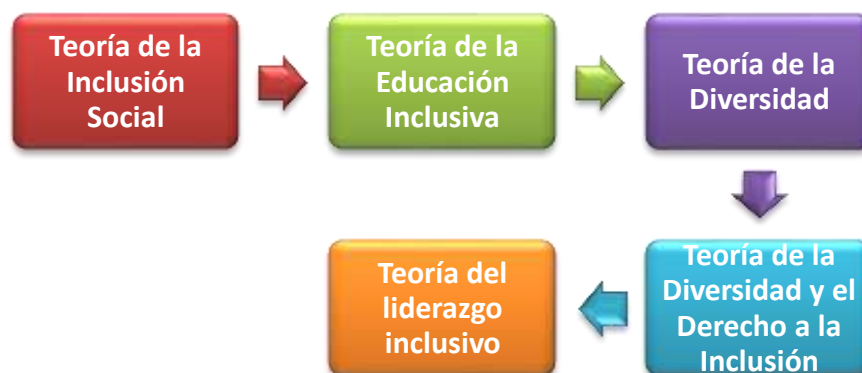 Teoría de la
Inclusión
Social
Teoría de la
Educación
Inclusiva
Teoría de la
Diversidad
Teoría de la
Diversidad y el
Derecho a la
Inclusión
Teoría del
liderazgo
inclusivo